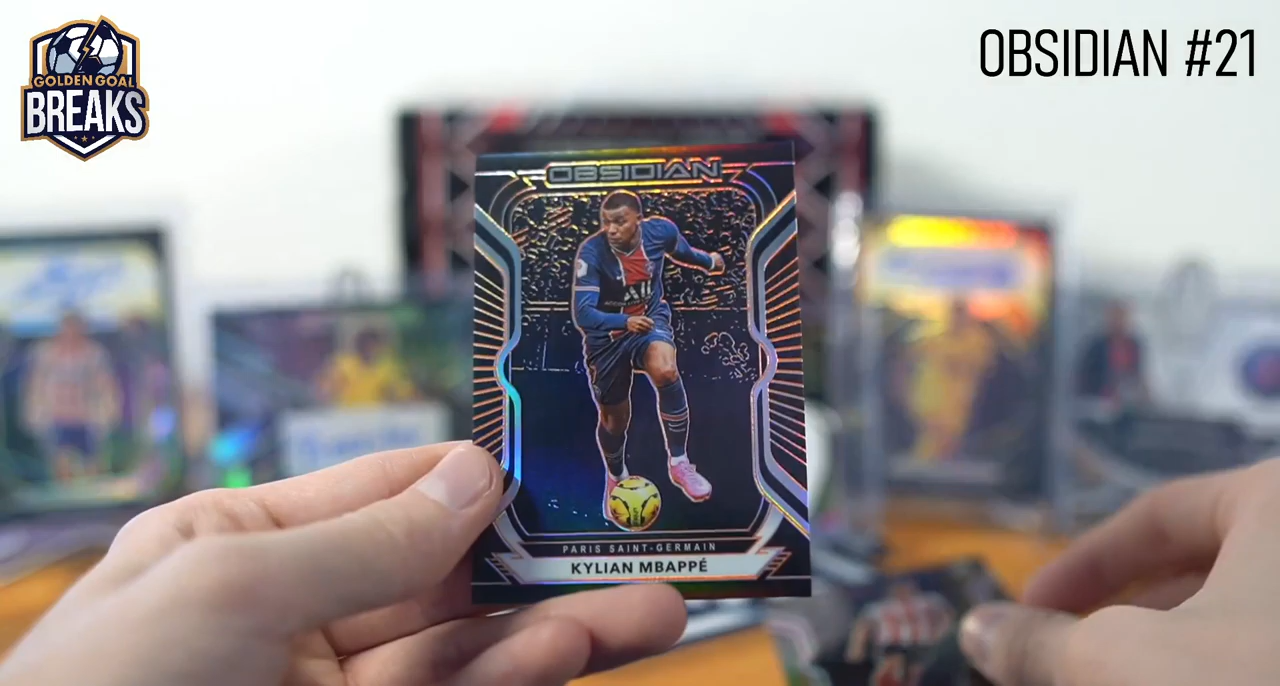 GOLDEN GOAL
BREAKS
OBSIDIAN #21
OBSIDIAN
PARIS SAINT-GERMAIN
KYLIAN MBAPPÉ